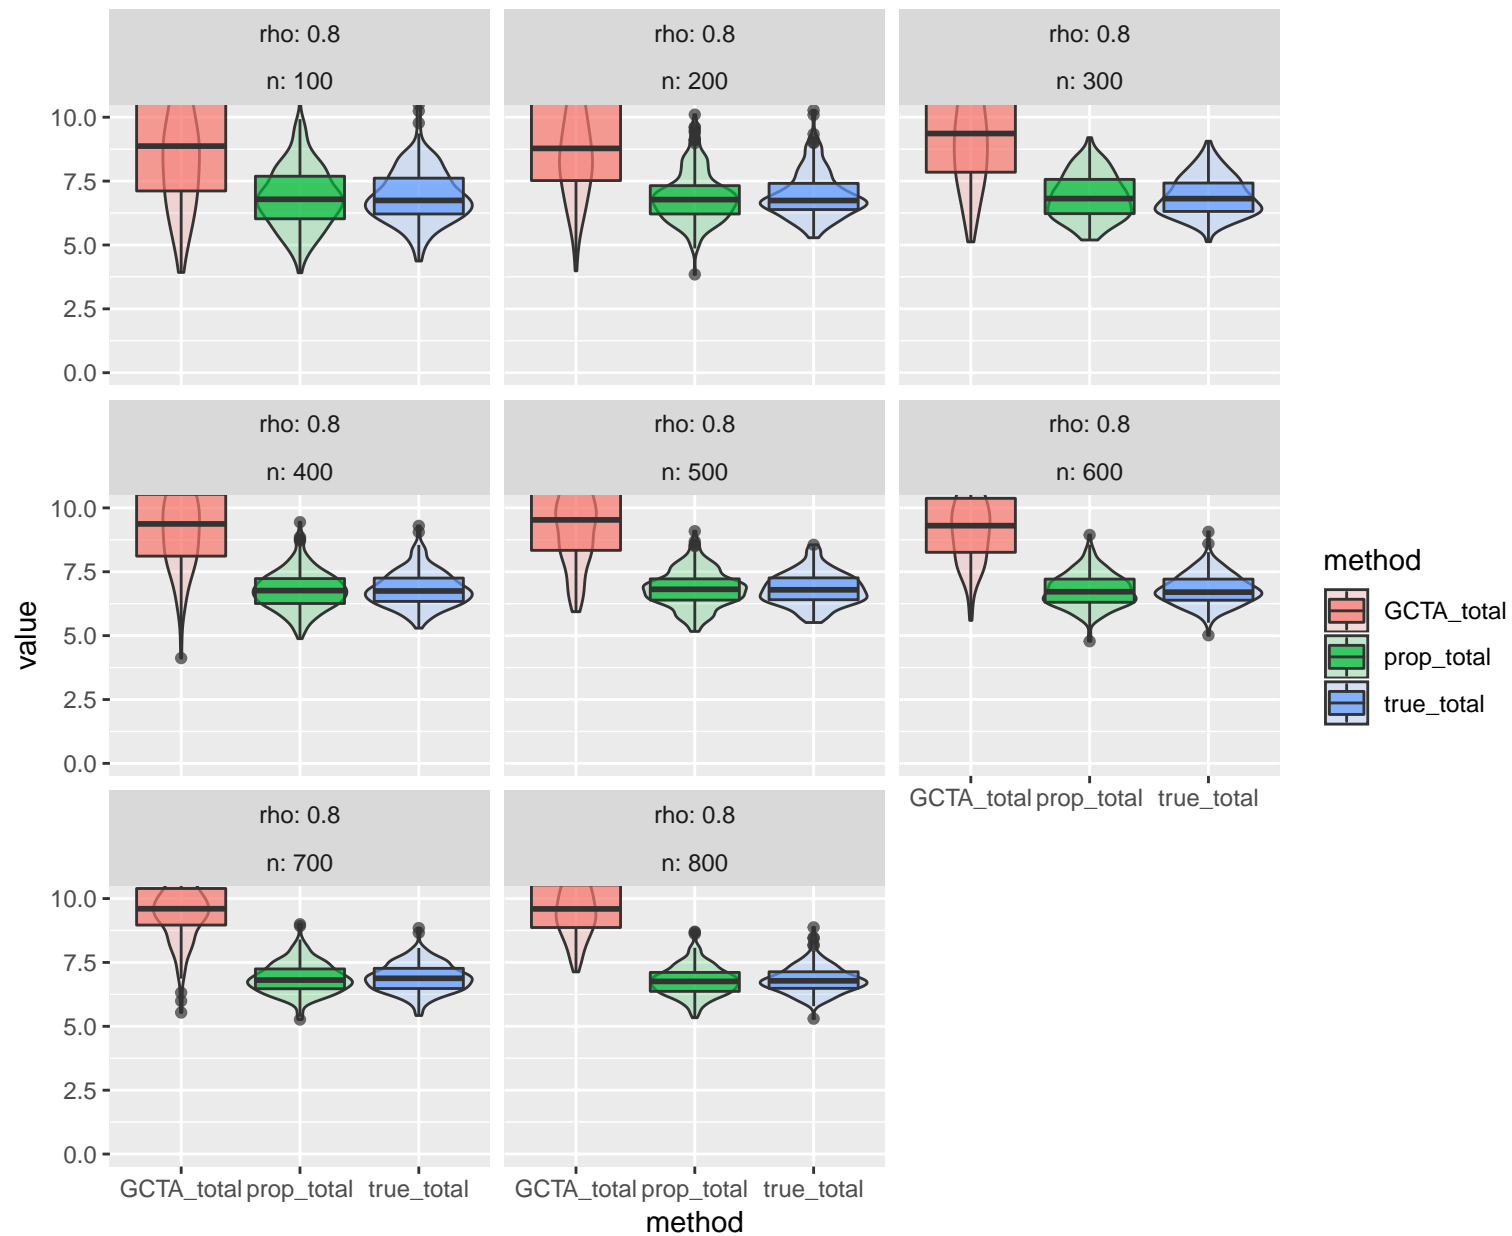 rho: 0.8
rho: 0.8
rho: 0.8
n: 100
n: 200
n: 300
10.0
7.5
5.0
2.5
0.0
rho: 0.8
rho: 0.8
rho: 0.8
n: 400
n: 500
n: 600
10.0
7.5
5.0
2.5
0.0
GCTA_total prop_total true_total
rho: 0.8
rho: 0.8
n: 700
n: 800
10.0
7.5
5.0
2.5
0.0
GCTA_total prop_total true_total
GCTA_total prop_total true_total
method
value
method
GCTA_total
prop_total
true_total